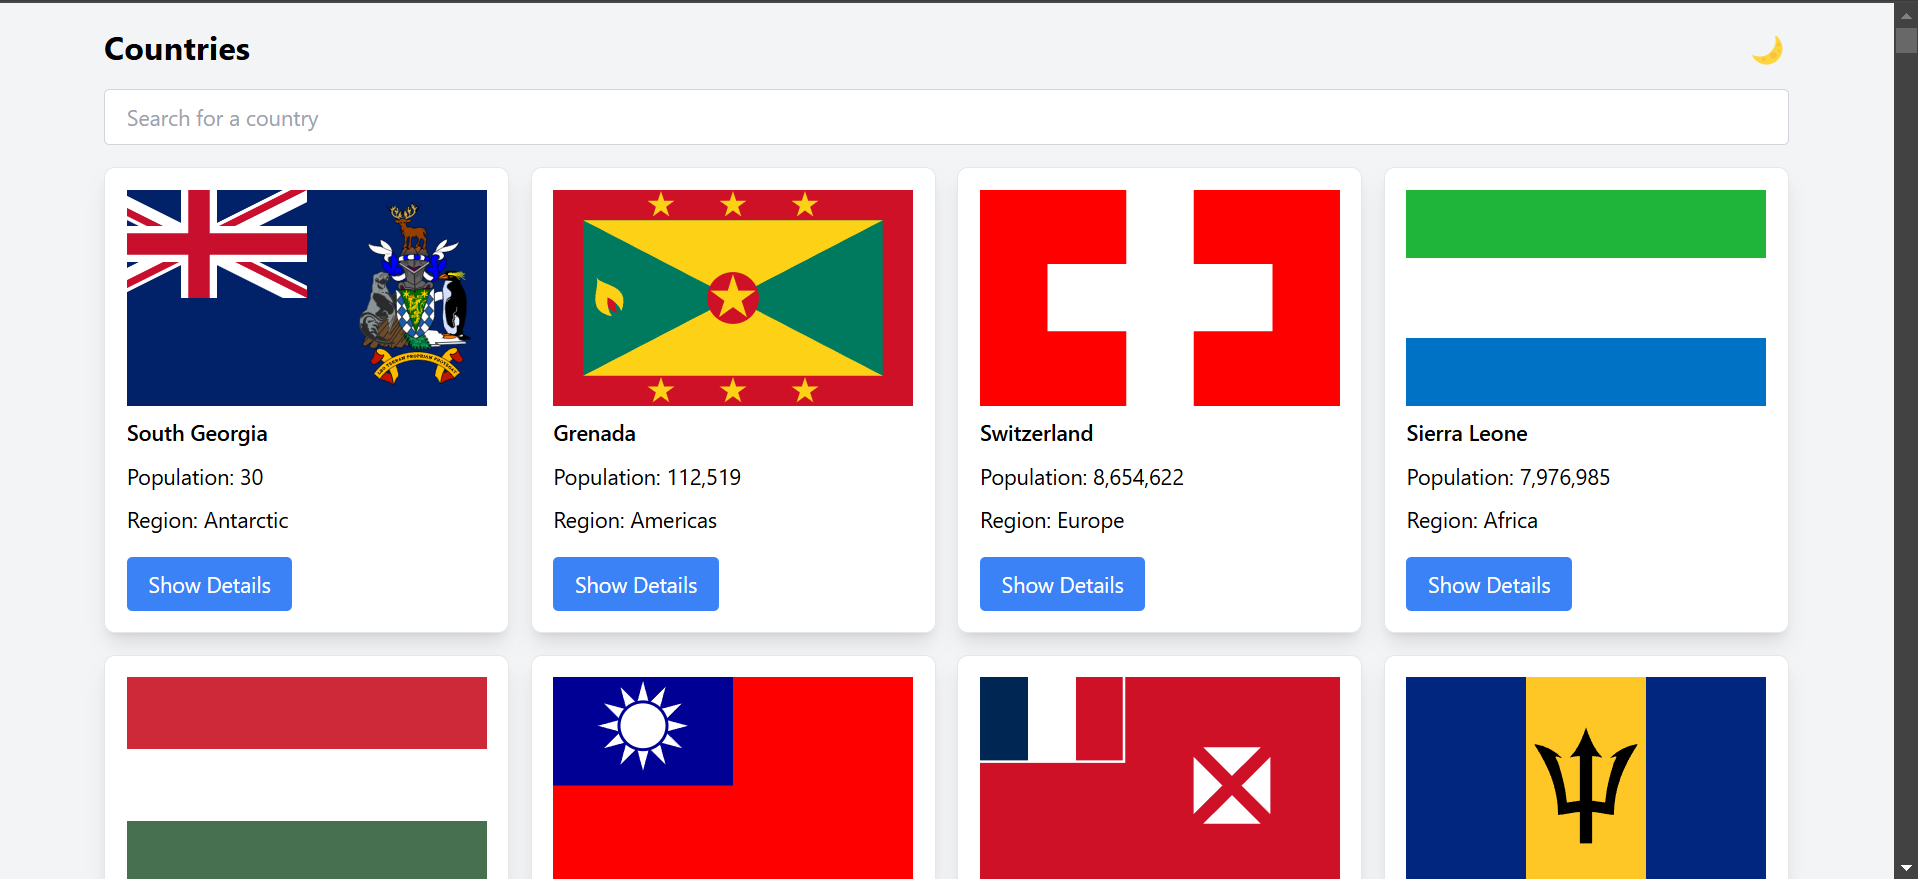 Countries
Search for a country
South Georgia
Population: 30
Region: Antarctic
Show Details
Grenada
Population: 112,519
Region: Americas
Show Details
Switzerland
Population: 8,654,622
Region: Europe
Show Details
Sierra Leone
Population: 7,976,985
Region: Africa
Show Details